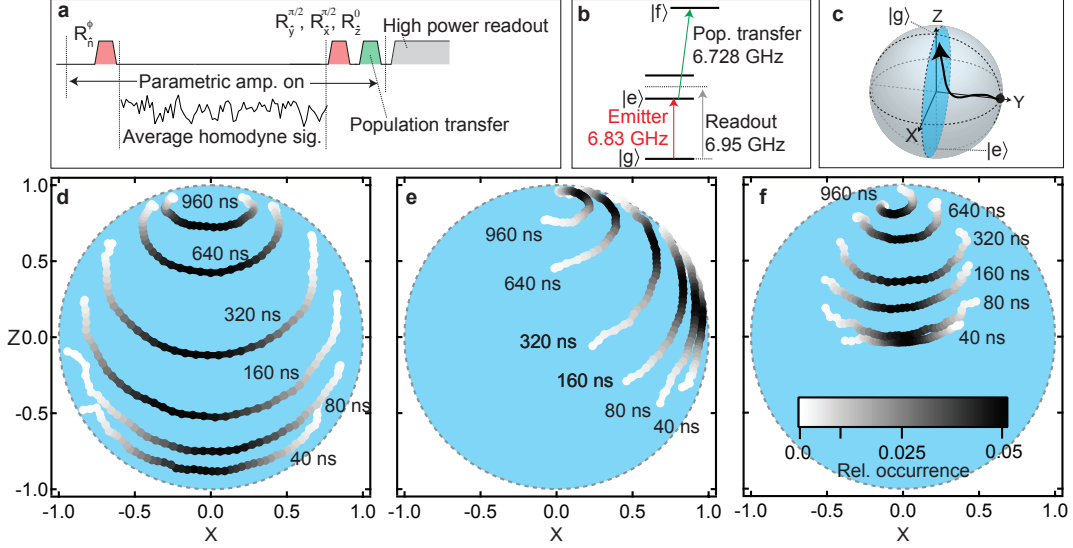 a
R_n̂^ϕ
R_ŷ^π/2, R_x̂^π/2, R_ẑ^0
High power readout
Parametric amp. on
Average homodyne sig.
Population transfer
b
|f⟩
Pop. transfer
6.728 GHz
|e⟩
Emitter
6.83 GHz
Readout
6.95 GHz
|g⟩
c
|g⟩
Z
Y
X
|e⟩
d
1.0
0.5
Z 0.0
-0.5
-1.0
960 ns
640 ns
320 ns
160 ns
80 ns
40 ns
-1.0 -0.5 0.0 0.5 1.0
X
e
960 ns
640 ns
320 ns
160 ns
80 ns
40 ns
-1.0 -0.5 0.0 0.5 1.0
X
f
960 ns
640 ns
320 ns
160 ns
80 ns
40 ns
0.0 0.025 0.05
Rel. occurrence
-1.0 -0.5 0.0 0.5 1.0
X